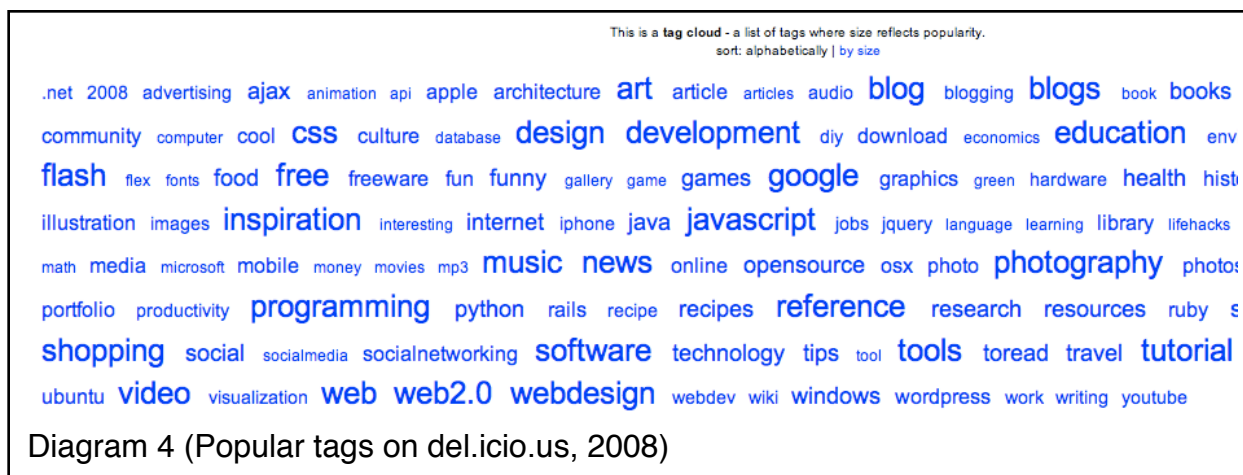 This is a tag cloud - a list of tags where size reflects popularity.
sort: alphabetically | by size
.net 2008 advertising ajax animation api apple architecture art article articles audio blog blogging blogs book books
community computer cool css culture database design development diy download economics education env
flash flex fonts food free freeware fun funny gallery game games google graphics green hardware health hist
illustration images inspiration interesting internet iphone java javascript jobs jquery language learning library lifehacks
math media microsoft mobile money movies mp3 music news online opensource osx photo photography photos
portfolio productivity programming python rails recipe recipes reference research resources ruby s
shopping social socialmedia socialnetworking software technology tips tool tools toread travel tutorial
ubuntu video visualization web web2.0 webdesign webdev wiki windows wordpress work writing youtube
Diagram 4 (Popular tags on del.icio.us, 2008)